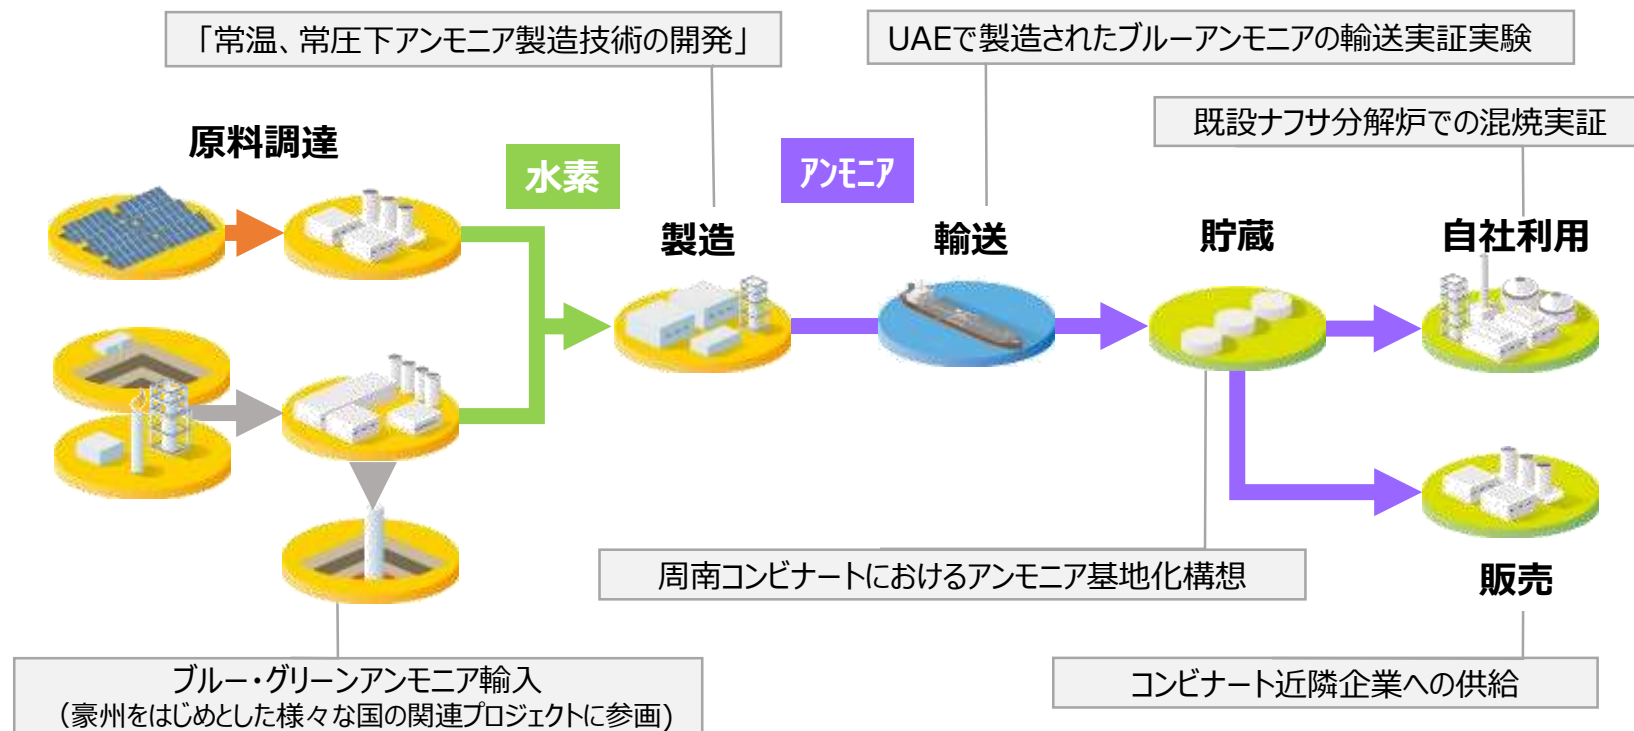 「常温、常圧下アンモニア製造技術の開発」
UAEで製造されたブルーアンモニアの輸送実証実験
既設ナフサ分解炉での混焼実証
原料調達
水素
アンモニア
製造
輸送
貯蔵
自社利用
周南コンビナートにおけるアンモニア基地化構想
販売
ブルー・グリーンアンモニア輸入
（豪州をはじめとした様々な国の関連プロジェクトに参画）
コンビナート近隣企業への供給